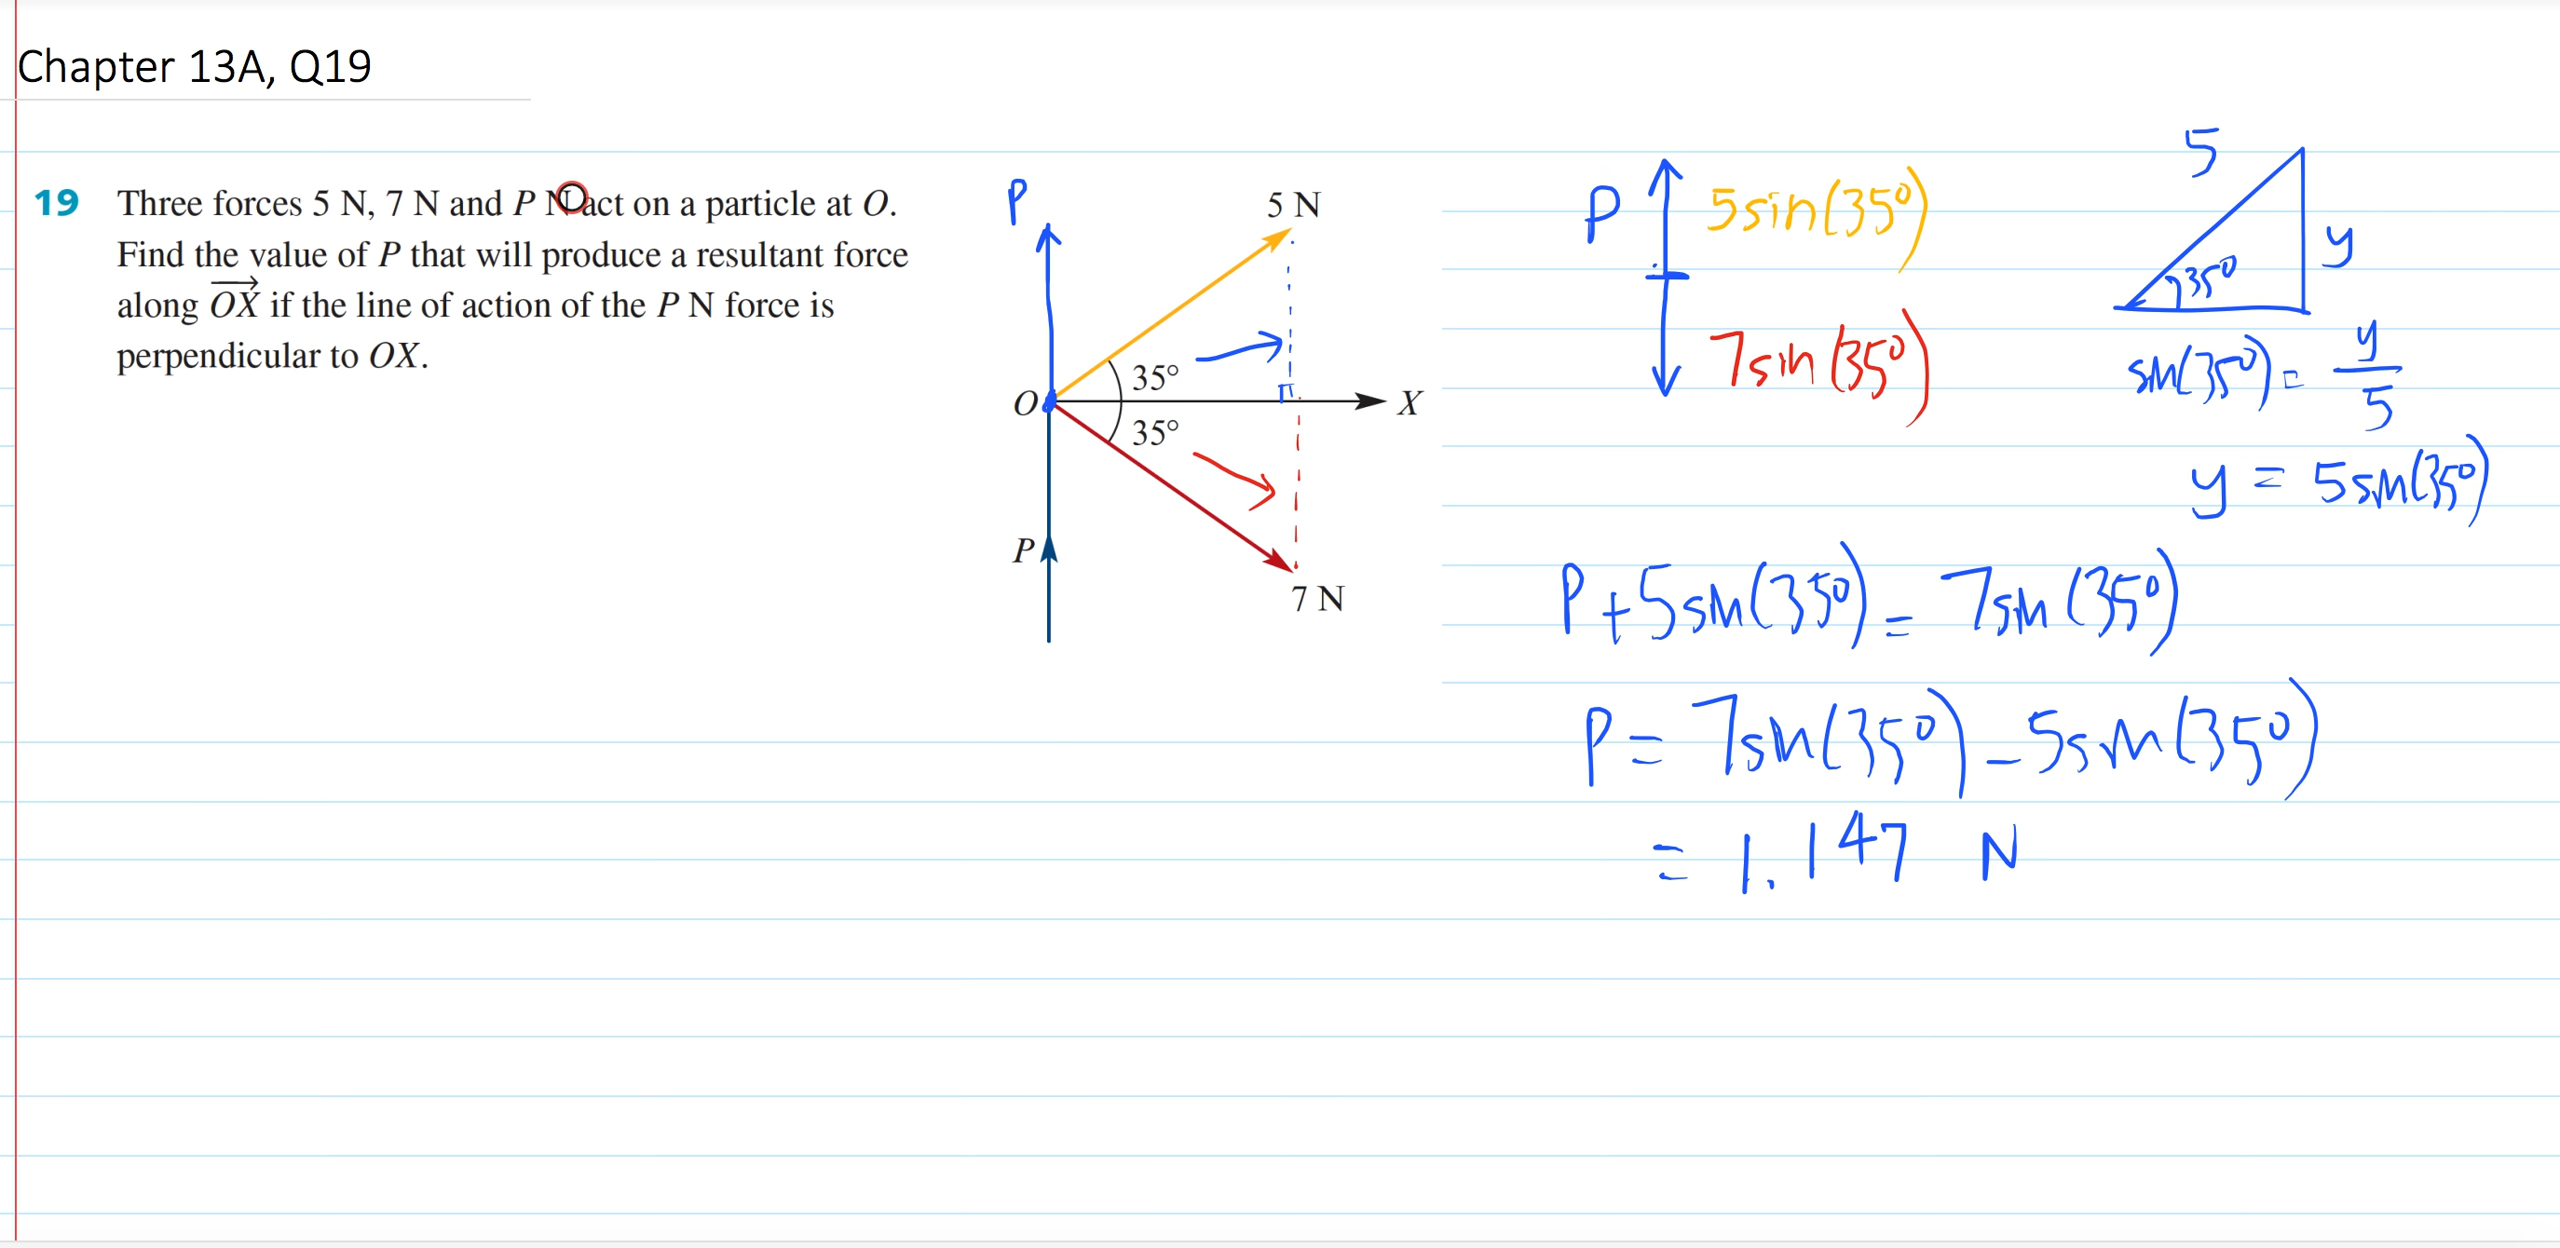 Chapter 13A, Q19
19 Three forces 5 N, 7 N and P N act on a particle at O.
Find the value of P that will produce a resultant force
along OX if the line of action of the P N force is
perpendicular to OX.
P
5 N
35°
O
X
35°
P
7 N
P
5sin(35°)
7sin(35°)
5
y
35°
sin(35°) = y/5
y = 5sin(35°)
P + 5sin(35°) = 7sin(35°)
P = 7sin(35°) - 5sin(35°)
= 1.147 N